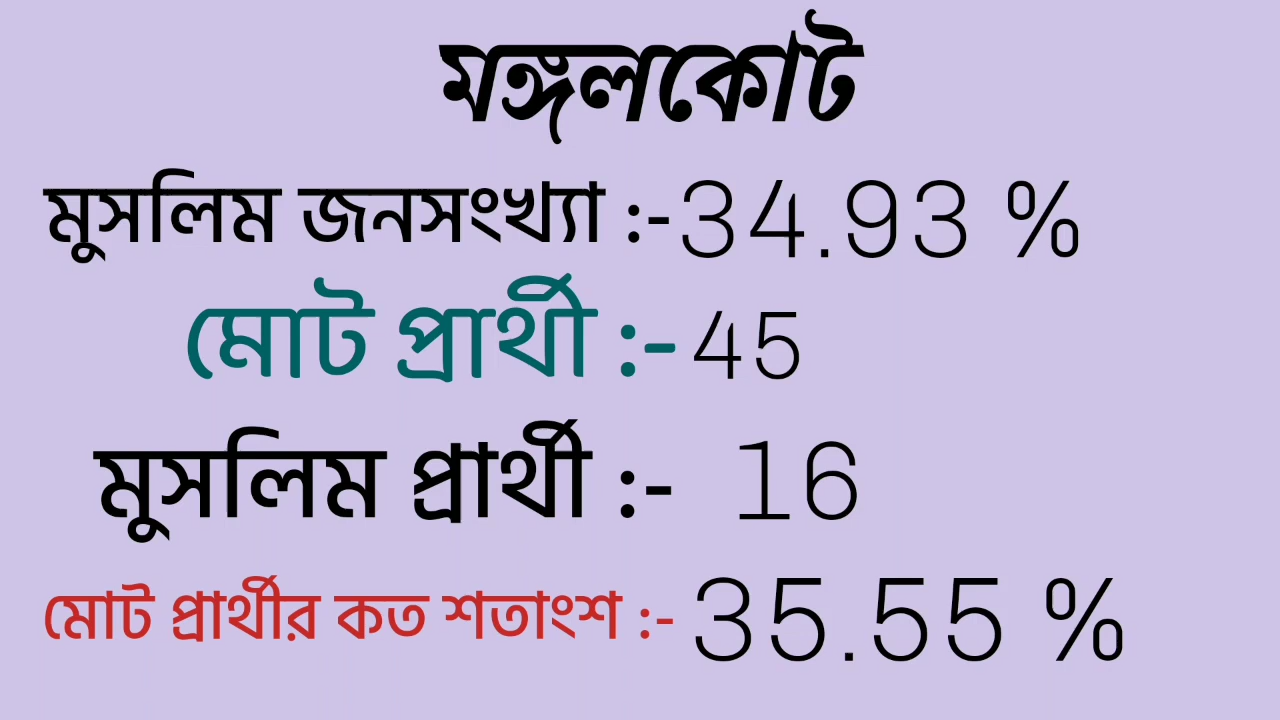 মঙ্গলকোট
মুসলিম জনসংখ্যা :-34.93 %
মোট প্রার্থী :-45
মুসলিম প্রার্থী :- 16
মোট প্রার্থীর কত শতাংশ :- 35.55 %